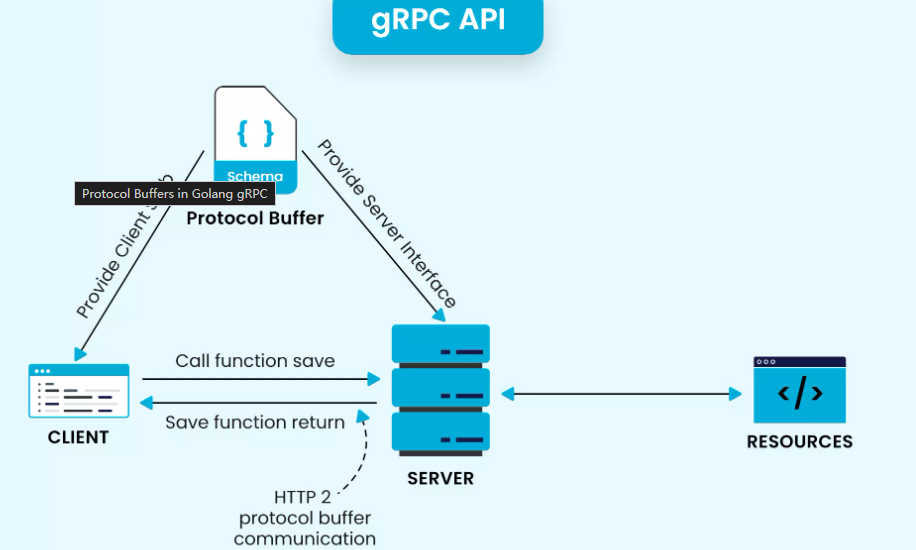 gRPC API
{ }
Schema
Protocol Buffers in Golang gRPC
Protocol Buffer
Provide Client
Provide Server Interface
Call function save
Save function return
CLIENT
SERVER
</>
RESOURCES
HTTP 2
protocol buffer
communication